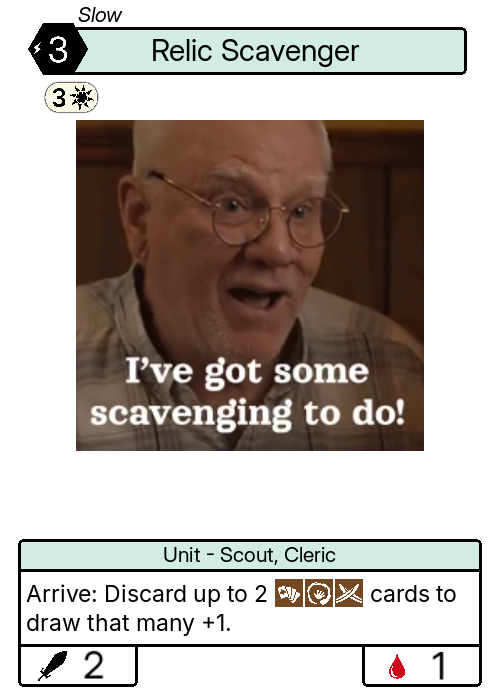 Slow
3
Relic Scavenger
3
I've got some
scavenging to do!
Unit - Scout, Cleric
Arrive: Discard up to 2 cards to
draw that many +1.
2
1